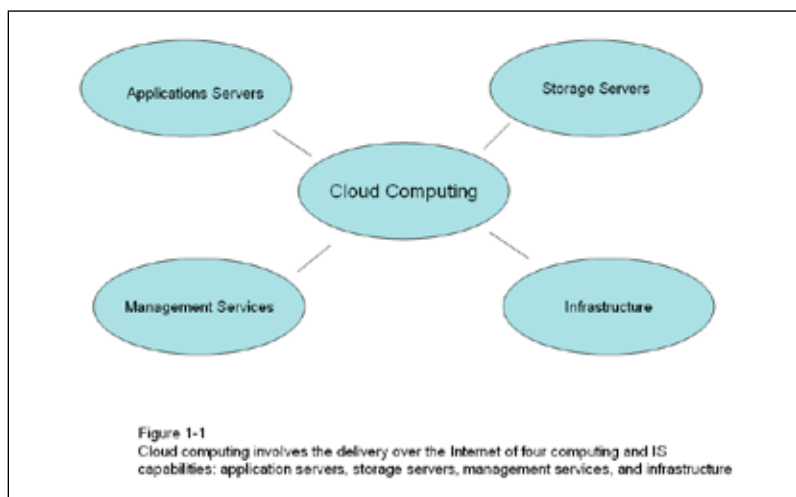 Applications Servers
Storage Servers
Cloud Computing
Management Services
Infrastructure
Figure 1-1
Cloud computing involves the delivery over the Internet of four computing and IS
capabilities: application servers, storage servers, management services, and infrastructure